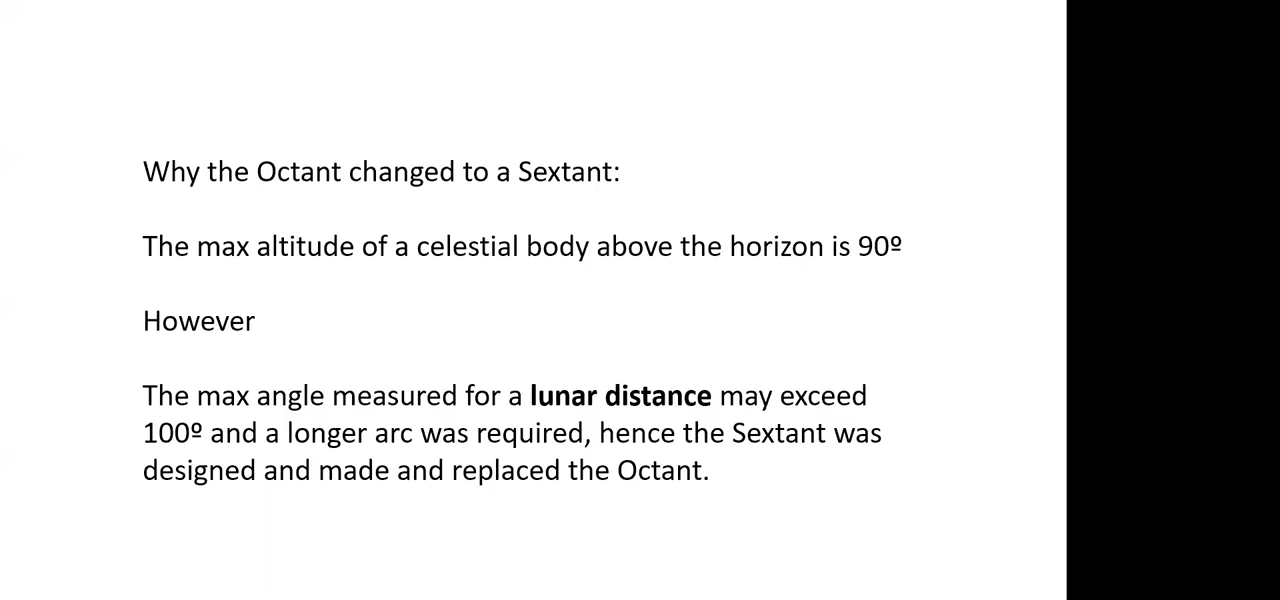 Why the Octant changed to a Sextant:
The max altitude of a celestial body above the horizon is 90º
However
The max angle measured for a lunar distance may exceed
100º and a longer arc was required, hence the Sextant was
designed and made and replaced the Octant.